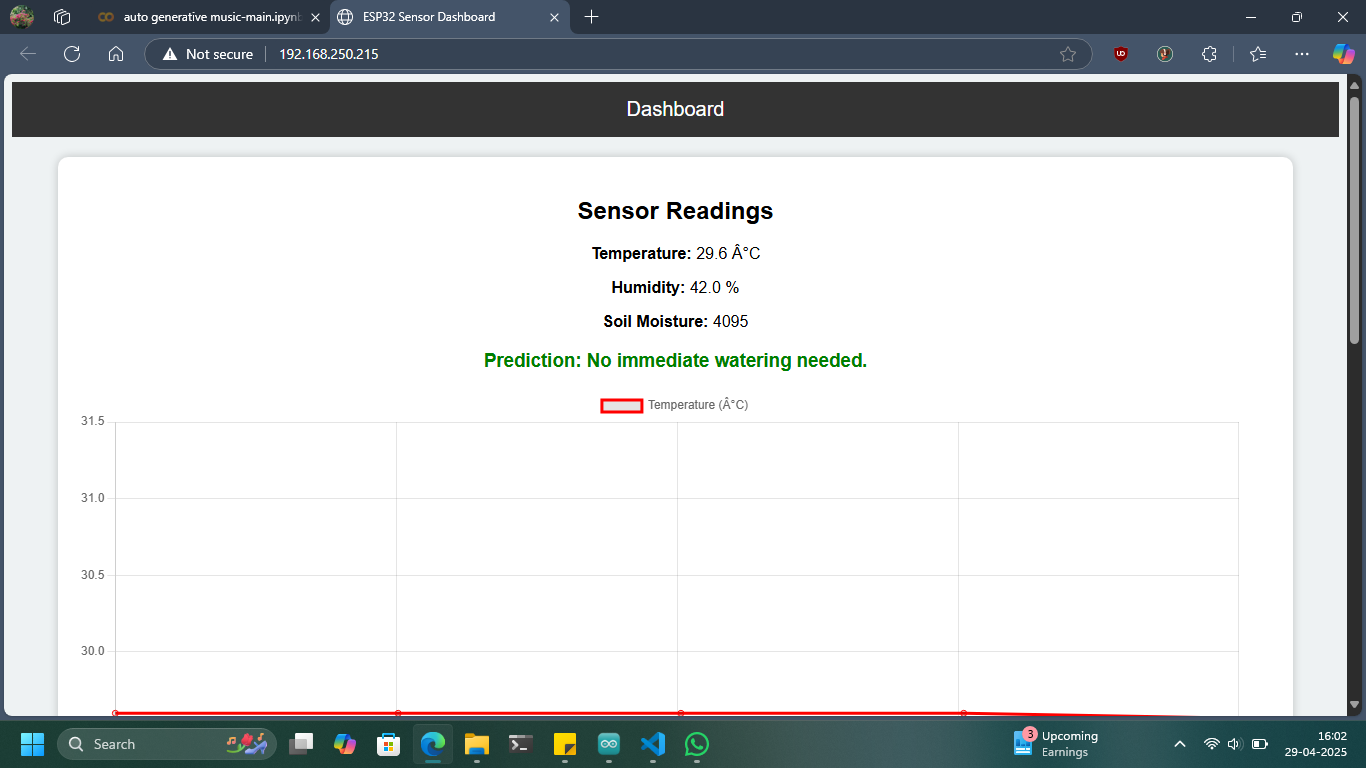 auto generative music-main.ipynb
ESP32 Sensor Dashboard
Not secure
192.168.250.215
Dashboard
Sensor Readings
Temperature: 29.6 Â°C
Humidity: 42.0 %
Soil Moisture: 4095
Prediction: No immediate watering needed.
Temperature (Â°C)
31.5
31.0
30.5
30.0
Search
3
Upcoming
Earnings
16:02
29-04-2025